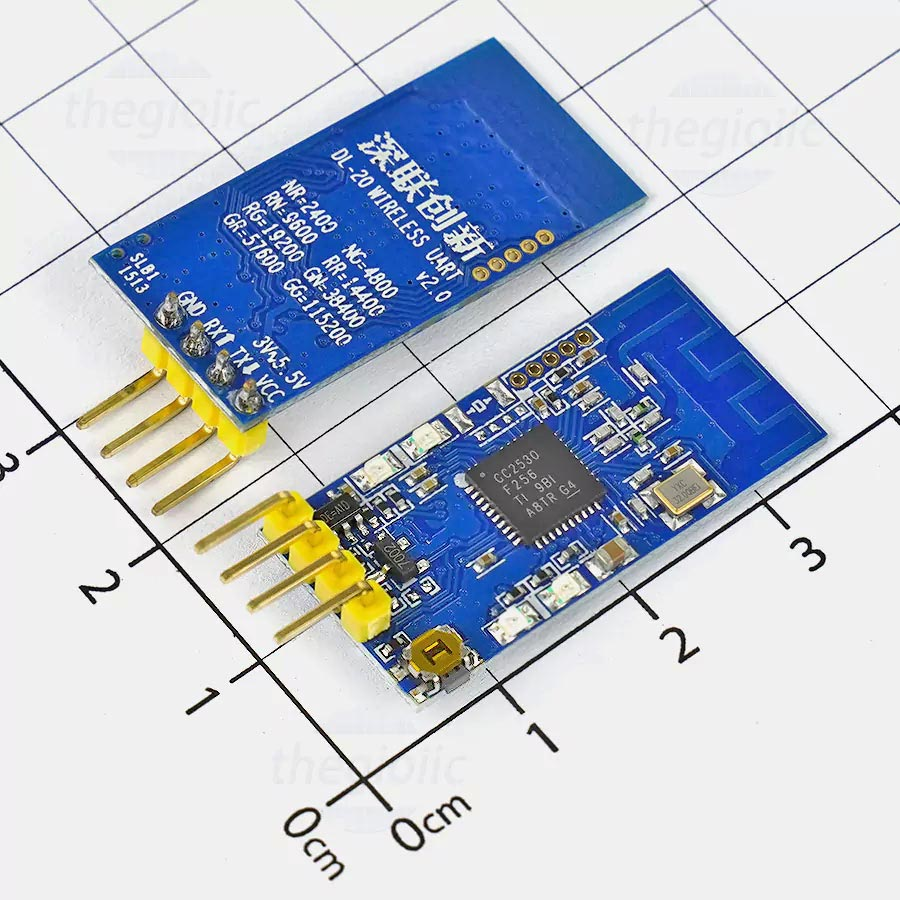 thegioiic
thegioiic
深联创新
DL-20 WIRELESS UART
v2.0
NR=2400
RN=9600
RG=19200
GR=57600
NG=4800
RR=14400
GN=38400
GG=115200
SLB1
1513
GND RX TX VCC
3V~5.5V
CC2530
F256
TI 9BI
A8TR G4
YXC
3
2
1
0cm
0cm
1
2
3
thegioiic